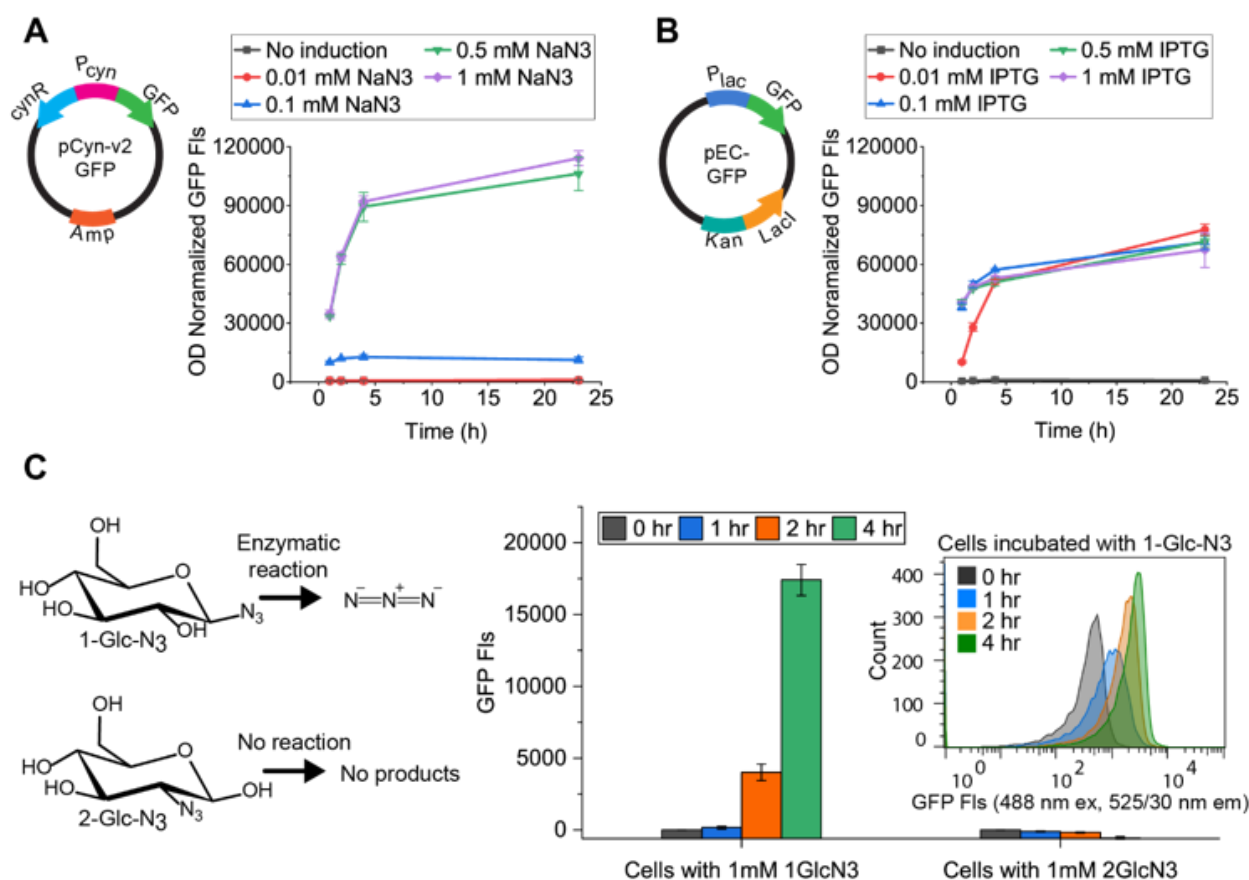 A
No induction
0.5 mM NaN3
0.01 mM NaN3
1 mM NaN3
0.1 mM NaN3
cynR
Pcyn
GFP
pCyn-v2
GFP
Amp
OD Noramalized GFP FIs
120000
90000
60000
30000
0
0 5 10 15 20 25
Time (h)
B
No induction
0.5 mM IPTG
0.01 mM IPTG
1 mM IPTG
0.1 mM IPTG
Plac
GFP
pEC-
GFP
Kan
LacI
OD Noramalized GFP FIs
120000
90000
60000
30000
0
0 5 10 15 20 25
Time (h)
C
OH
HO
O
HO
OH
N3
1-Glc-N3
Enzymatic
reaction
N=N=N
− + −
OH
HO
O
HO
N3
OH
2-Glc-N3
No reaction
No products
0 hr 1 hr 2 hr 4 hr
GFP FIs
20000
15000
10000
5000
0
Cells with 1mM 1GlcN3
Cells with 1mM 2GlcN3
Cells incubated with 1-Glc-N3
0 hr
1 hr
2 hr
4 hr
Count
400
300
200
100
0
10^0 10^2 10^4
GFP FIs (488 nm ex, 525/30 nm em)